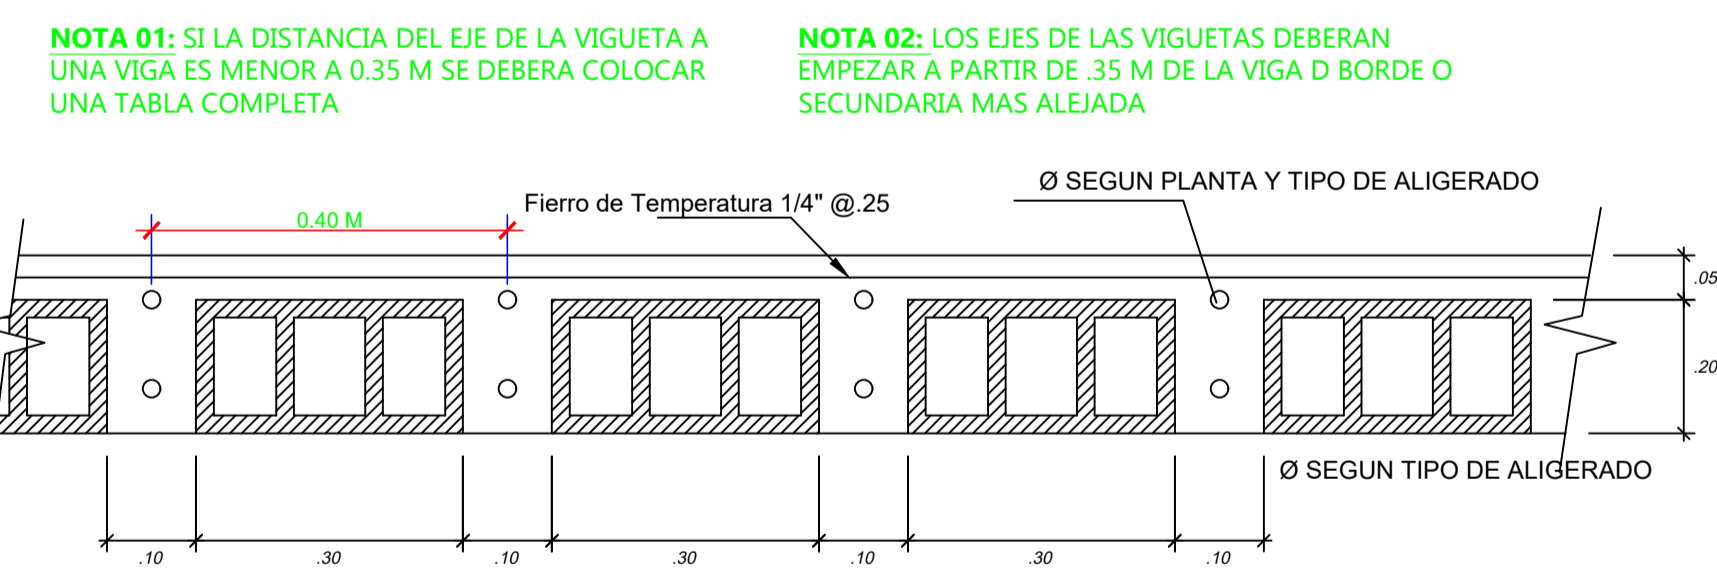 NOTA 01: SI LA DISTANCIA DEL EJE DE LA VIGUETA A
UNA VIGA ES MENOR A 0.35 M SE DEBERA COLOCAR
UNA TABLA COMPLETA
NOTA 02: LOS EJES DE LAS VIGUETAS DEBERAN
EMPEZAR A PARTIR DE .35 M DE LA VIGA D BORDE O
SECUNDARIA MAS ALEJADA
Ø SEGUN PLANTA Y TIPO DE ALIGERADO
Fierro de Temperatura 1/4" @.25
0.40 M
.05
.20
Ø SEGUN TIPO DE ALIGERADO
.10 .30 .10 .30 .10 .30 .10